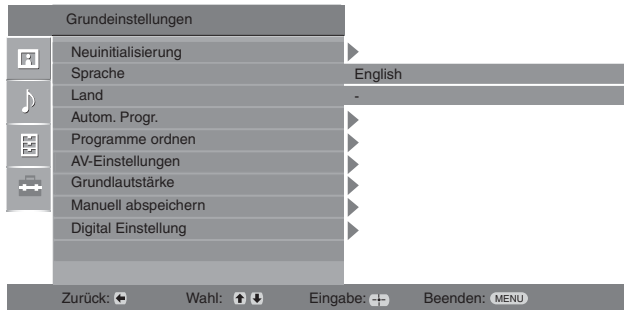 Grundeinstellungen
Neuinitialisierung
Sprache English
Land -
Autom. Progr.
Programme ordnen
AV-Einstellungen
Grundlautstärke
Manuell abspeichern
Digital Einstellung
Zurück: Wahl: Eingabe: Beenden: MENU